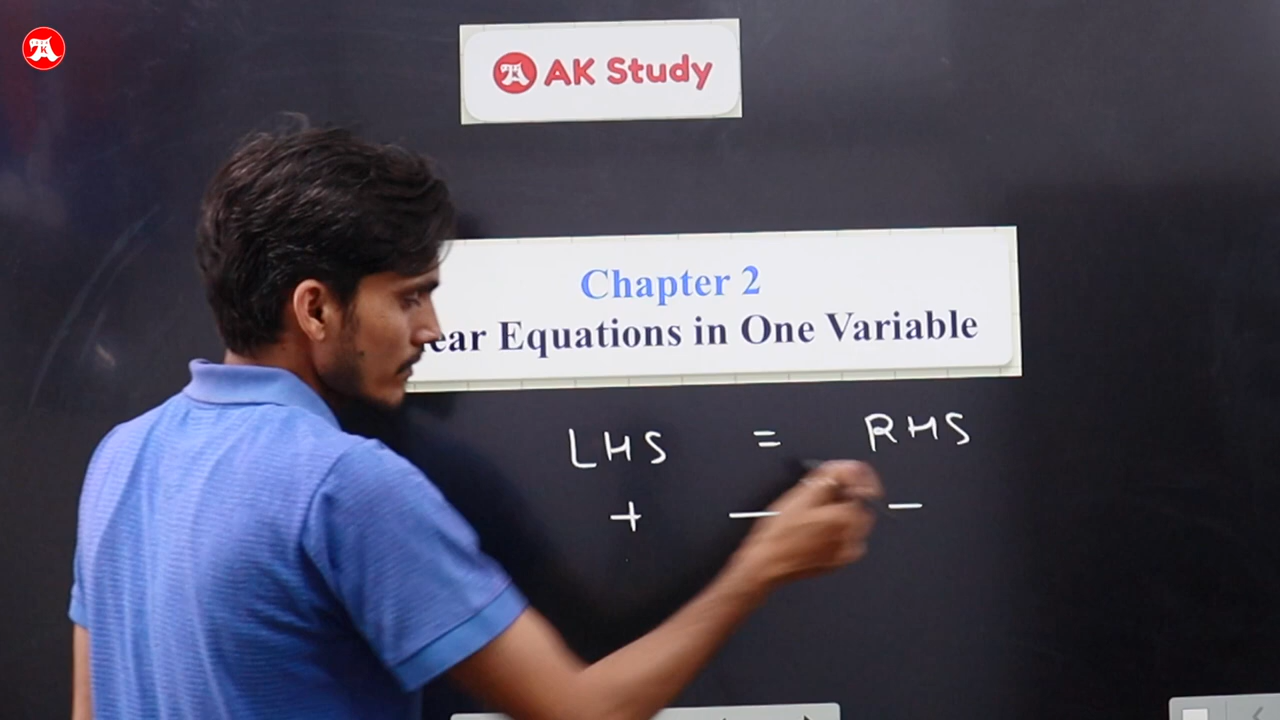 AK Study
Chapter 2
ear Equations in One Variable
LHS = RHS
+ — −